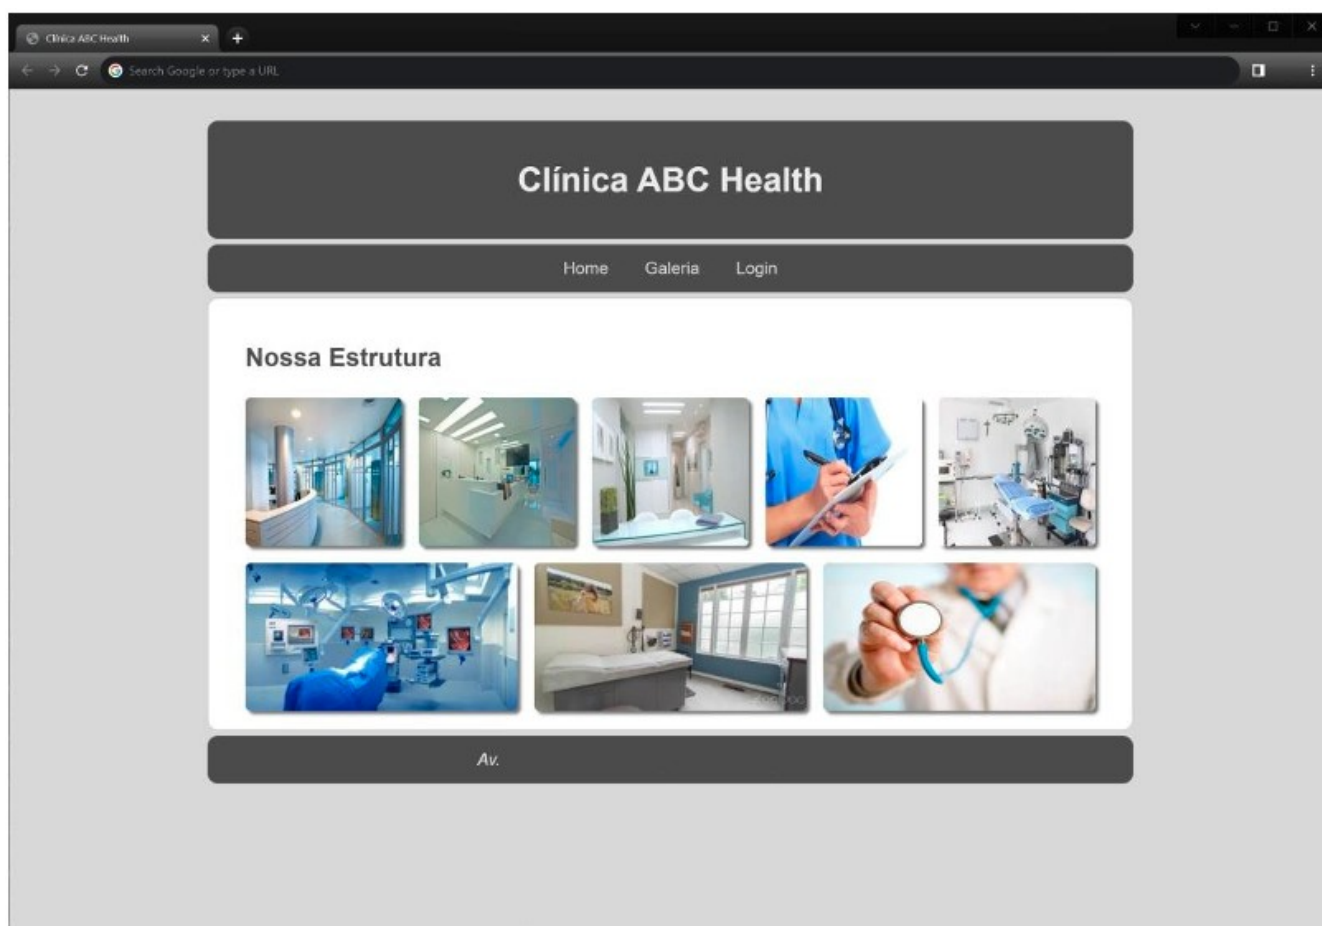 Clínica ABC Health
Search Google or type a URL
Clínica ABC Health
Home Galeria Login
Nossa Estrutura
Av.